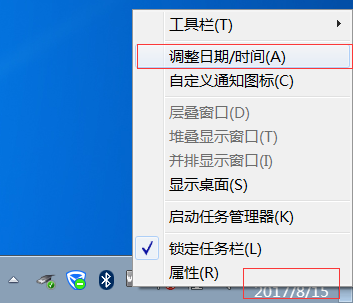 工具栏(T)
调整日期/时间(A)
自定义通知图标(C)
层叠窗口(D)
堆叠显示窗口(T)
并排显示窗口(I)
显示桌面(S)
启动任务管理器(K)
锁定任务栏(L)
属性(R)
2017/8/15